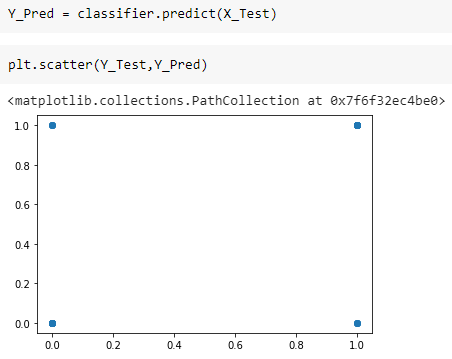 Y_Pred = classifier.predict(X_Test)
plt.scatter(Y_Test,Y_Pred)
<matplotlib.collections.PathCollection at 0x7f6f32ec4be0>
1.0
0.8
0.6
0.4
0.2
0.0
0.0 0.2 0.4 0.6 0.8 1.0